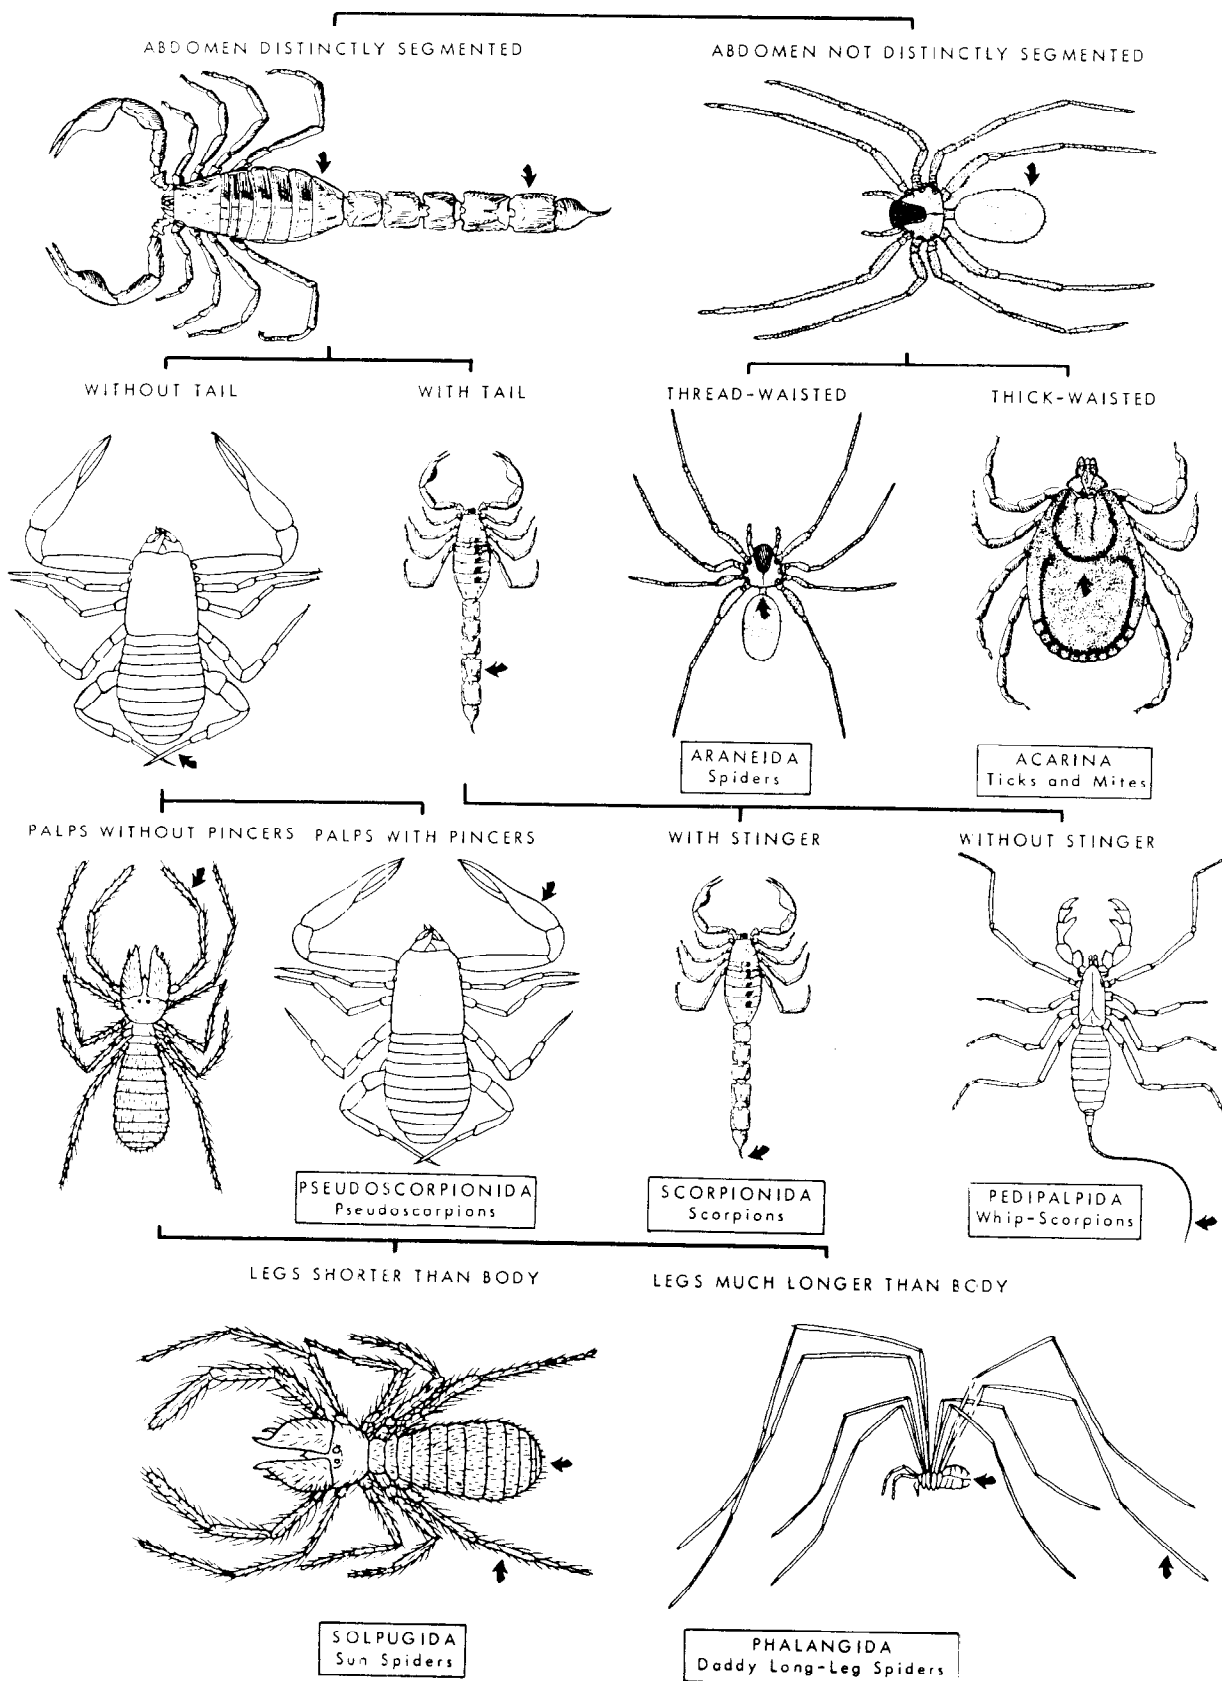 ABDOMEN DISTINCTLY SEGMENTED
ABDOMEN NOT DISTINCTLY SEGMENTED
WITHOUT TAIL
WITH TAIL
THREAD-WAISTED
THICK-WAISTED
ARANEIDA
Spiders
ACARINA
Ticks and Mites
PALPS WITHOUT PINCERS
PALPS WITH PINCERS
WITH STINGER
WITHOUT STINGER
PSEUDOSCORPIONIDA
Pseudoscorpions
SCORPIONIDA
Scorpions
PEDIPALPIDA
Whip-Scorpions
LEGS SHORTER THAN BODY
LEGS MUCH LONGER THAN BODY
SOLPUGIDA
Sun Spiders
PHALANGIDA
Daddy Long-Leg Spiders